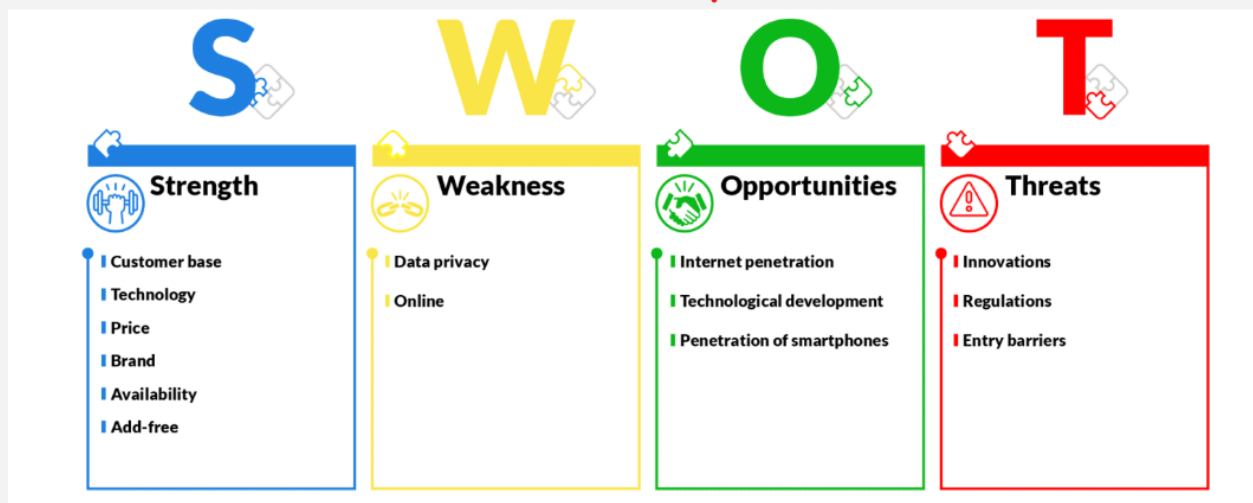 S
W
O
T
Strength
Customer base
Technology
Price
Brand
Availability
Add-free
Weakness
Data privacy
Online
Opportunities
Internet penetration
Technological development
Penetration of smartphones
Threats
Innovations
Regulations
Entry barriers